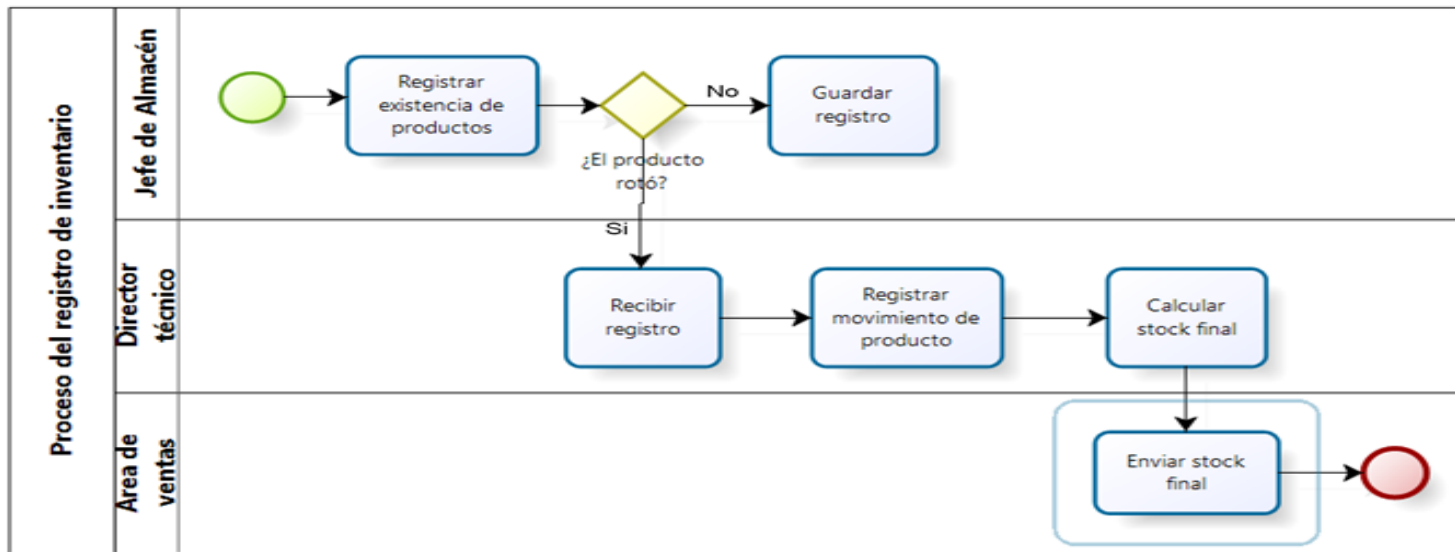 Proceso del registro de inventario
Jefe de Almacén
Registrar
existencia de
productos
¿El producto
rotó?
No
Guardar
registro
Si
Director
técnico
Recibir
registro
Registrar
movimiento de
producto
Calcular
stock final
Area de
ventas
Enviar stock
final